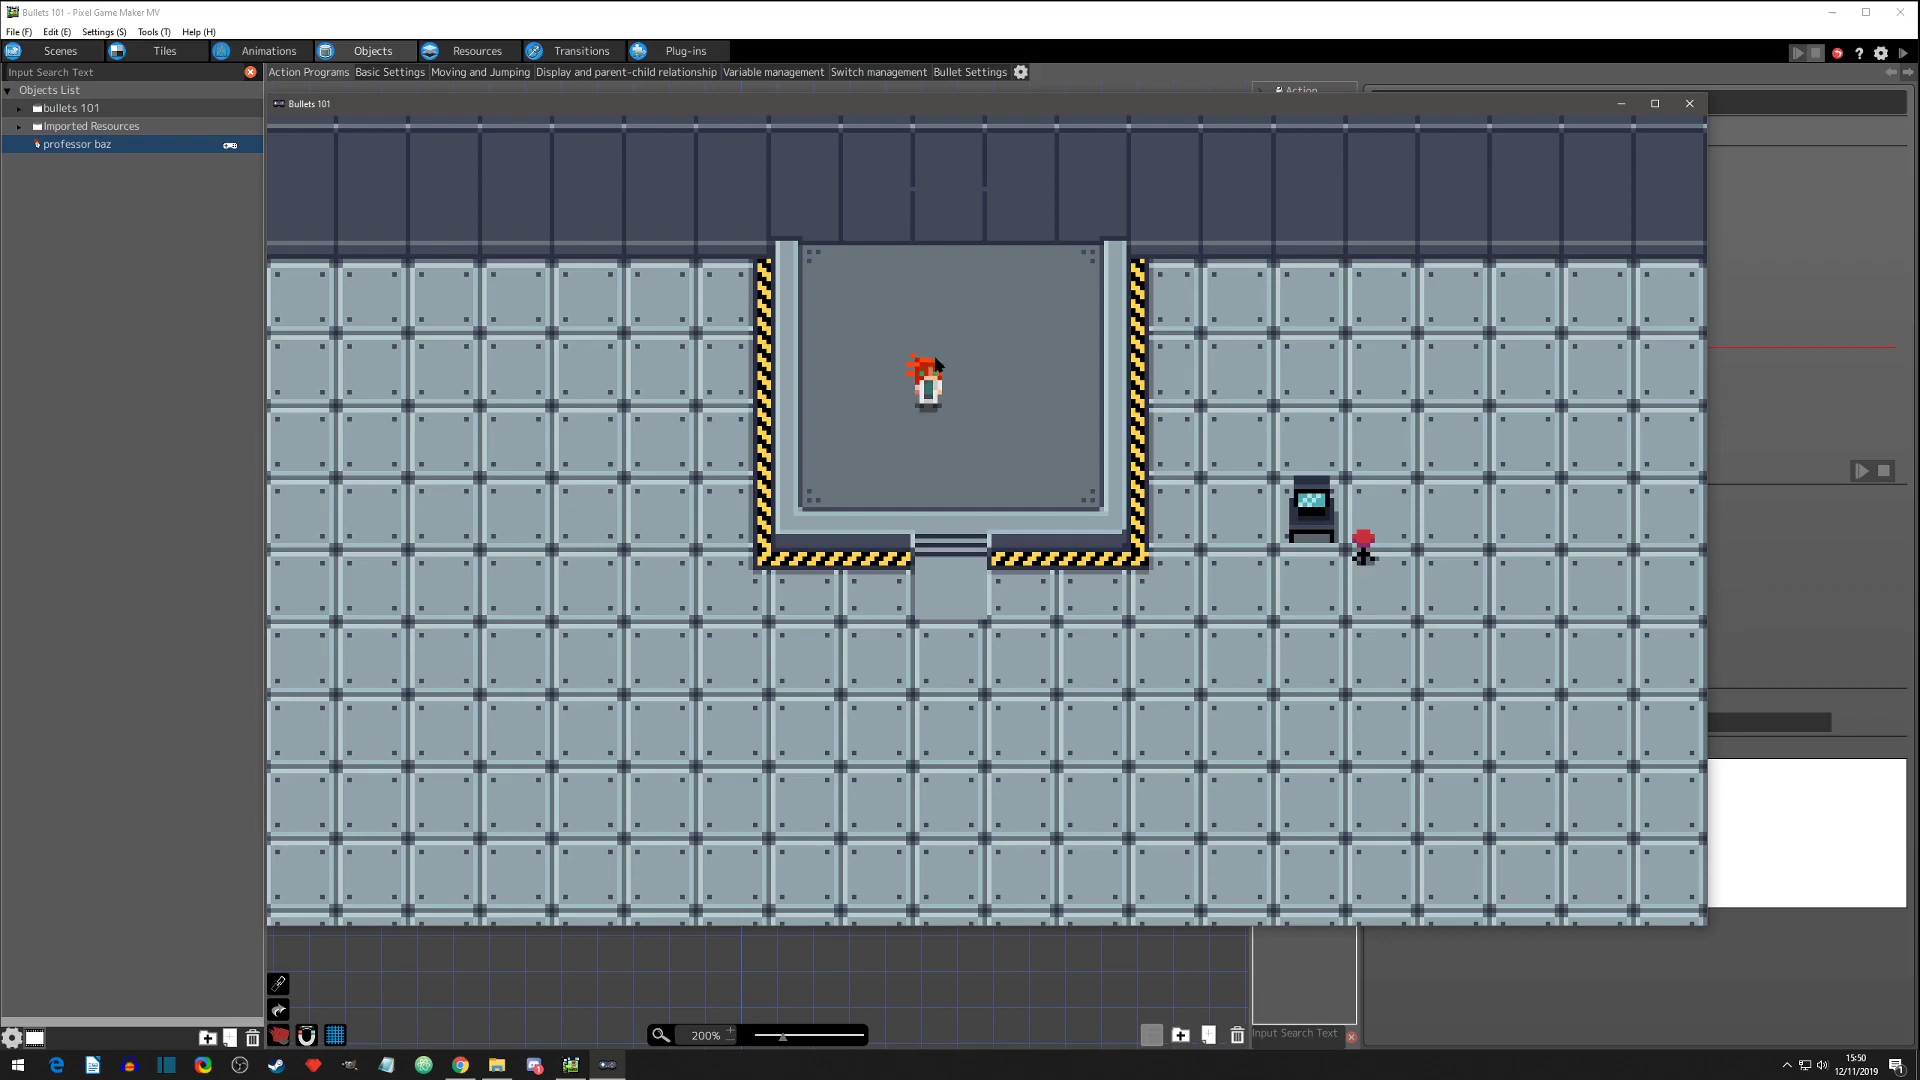 Bullets 101 - Pixel Game Maker MV
File (F) Edit (E) Settings (S) Tools (T) Help (H)
Scenes Tiles Animations Objects Resources Transitions Plug-ins
Input Search Text Action Programs Basic Settings Moving and Jumping Display and parent-child relationship Variable management Switch management Bullet Settings
Objects List
Action
bullets 101
Bullets 101
Imported Resources
professor baz
200%
Input Search Text
15:50
12/11/2019